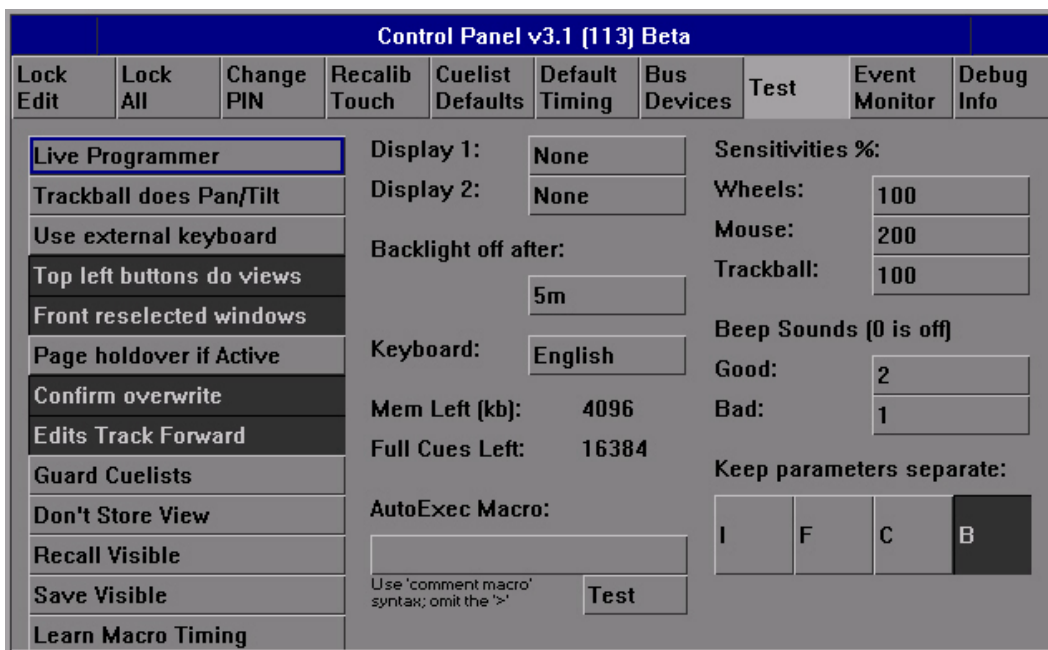 Control Panel v3.1 (113) Beta
Lock Edit
Lock All
Change PIN
Recalib Touch
Cuelist Defaults
Default Timing
Bus Devices
Test
Event Monitor
Debug Info
Live Programmer
Trackball does Pan/Tilt
Use external keyboard
Top left buttons do views
Front reselected windows
Page holdover if Active
Confirm overwrite
Edits Track Forward
Guard Cuelists
Don't Store View
Recall Visible
Save Visible
Learn Macro Timing
Display 1: None
Display 2: None
Backlight off after:
5m
Keyboard: English
Mem Left (kb): 4096
Full Cues Left: 16384
AutoExec Macro:
Use 'comment macro'
syntax; omit the '>'
Test
Sensitivities %:
Wheels: 100
Mouse: 200
Trackball: 100
Beep Sounds (0 is off)
Good: 2
Bad: 1
Keep parameters separate:
I F C B